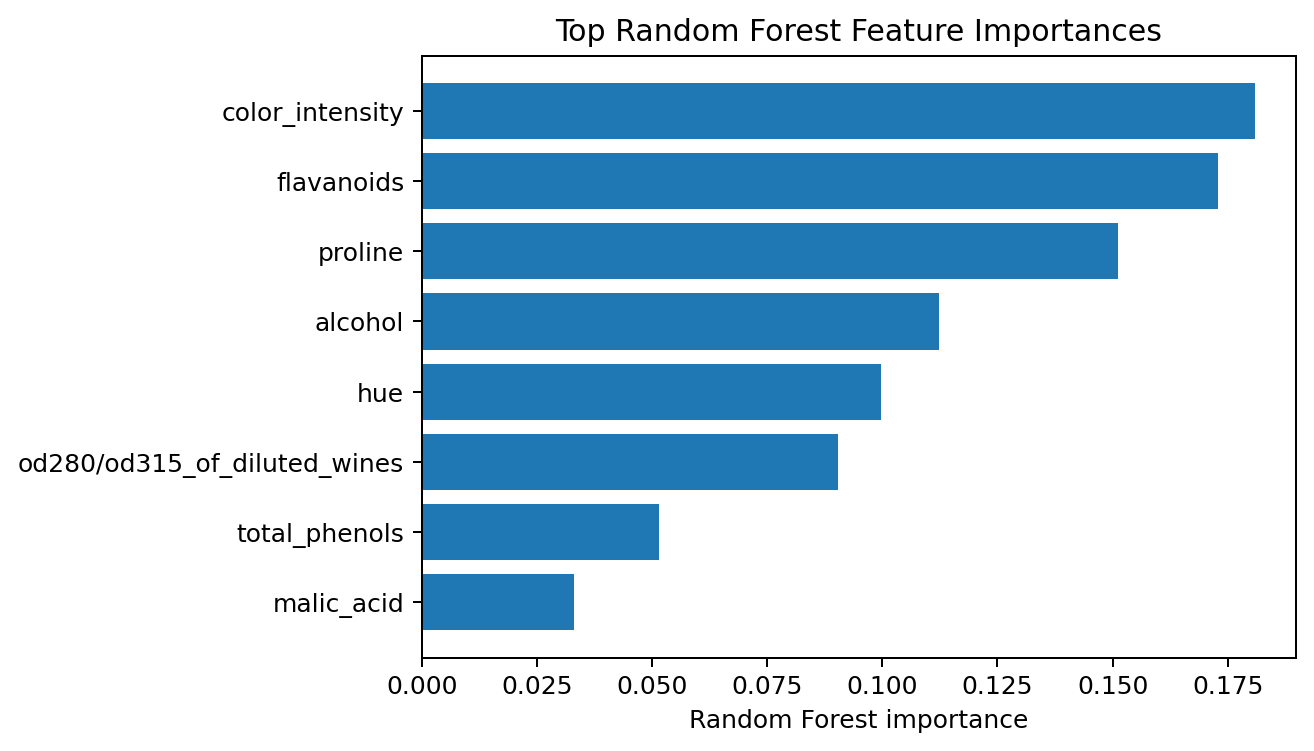 Top Random Forest Feature Importances
color_intensity
flavanoids
proline
alcohol
hue
od280/od315_of_diluted_wines
total_phenols
malic_acid
0.000 0.025 0.050 0.075 0.100 0.125 0.150 0.175
Random Forest importance